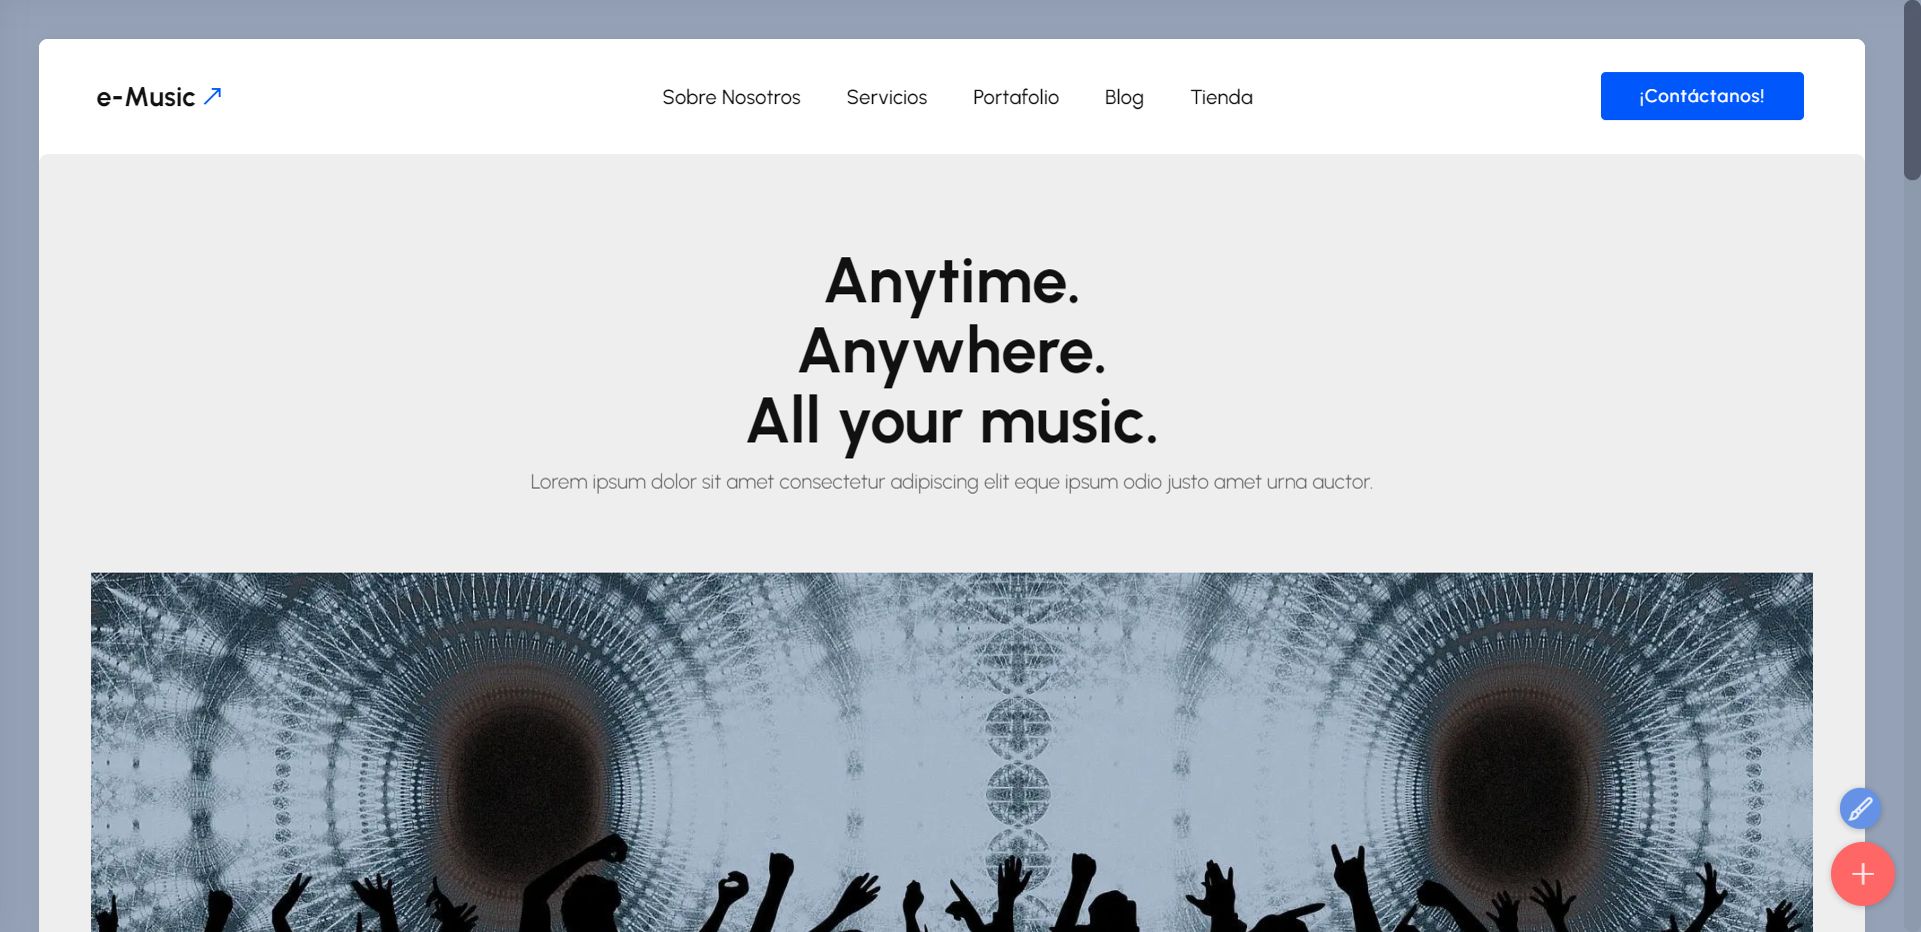 e-Music
Sobre Nosotros
Servicios
Portafolio
Blog
Tienda
¡Contáctanos!
Anytime.
Anywhere.
All your music.
Lorem ipsum dolor sit amet consectetur adipiscing elit eque ipsum odio justo amet urna auctor.